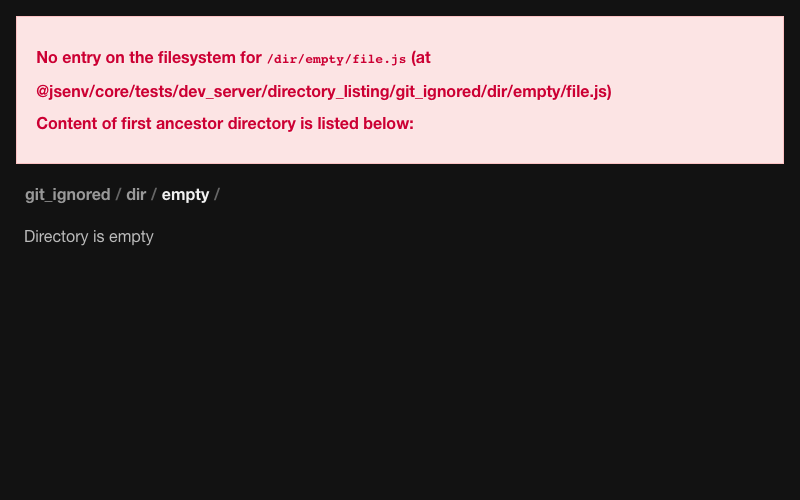 No entry on the filesystem for /dir/empty/file.js (at
@jsenv/core/tests/dev_server/directory_listing/git_ignored/dir/empty/file.js)
Content of first ancestor directory is listed below:
git_ignored / dir / empty /
Directory is empty